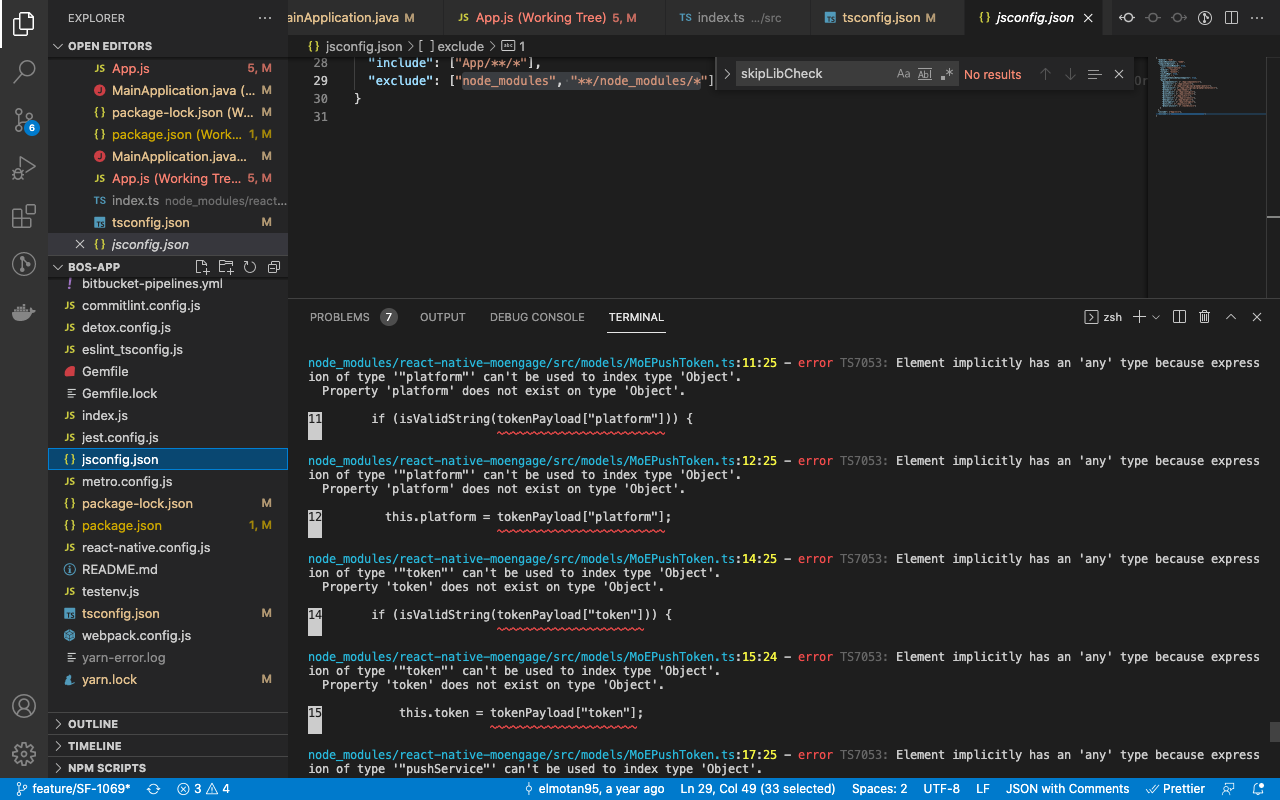 EXPLORER
OPEN EDITORS
App.js 5, M
MainApplication.java (... M
package-lock.json (W... M
package.json (Work... 1, M
MainApplication.java... M
App.js (Working Tre... 5, M
index.ts node_modules/react...
tsconfig.json M
jsconfig.json
BOS-APP
bitbucket-pipelines.yml
commitlint.config.js
detox.config.js
eslint_tsconfig.js
Gemfile
Gemfile.lock
index.js
jest.config.js
jsconfig.json
metro.config.js
package-lock.json M
package.json 1, M
react-native.config.js
README.md
testenv.js
tsconfig.json M
webpack.config.js
yarn-error.log
yarn.lock M
OUTLINE
TIMELINE
NPM SCRIPTS
ainApplication.java M
JS App.js (Working Tree) 5, M
TS index.ts .../src
tsconfig.json M
{} jsconfig.json
{} jsconfig.json > [ ] exclude > abc 1
28 "include": ["App/**/*"],
29 "exclude": ["node_modules", "**/node_modules/*"]
30 }
31
skipLibCheck Aa Ab .* No results
PROBLEMS 7 OUTPUT DEBUG CONSOLE TERMINAL zsh
node_modules/react-native-moengage/src/models/MoEPushToken.ts:11:25 - error TS7053: Element implicitly has an 'any' type because express
ion of type '"platform"' can't be used to index type 'Object'.
Property 'platform' does not exist on type 'Object'.
11 if (isValidString(tokenPayload["platform"])) {
node_modules/react-native-moengage/src/models/MoEPushToken.ts:12:25 - error TS7053: Element implicitly has an 'any' type because express
ion of type '"platform"' can't be used to index type 'Object'.
Property 'platform' does not exist on type 'Object'.
12 this.platform = tokenPayload["platform"];
node_modules/react-native-moengage/src/models/MoEPushToken.ts:14:25 - error TS7053: Element implicitly has an 'any' type because express
ion of type '"token"' can't be used to index type 'Object'.
Property 'token' does not exist on type 'Object'.
14 if (isValidString(tokenPayload["token"])) {
node_modules/react-native-moengage/src/models/MoEPushToken.ts:15:24 - error TS7053: Element implicitly has an 'any' type because express
ion of type '"token"' can't be used to index type 'Object'.
Property 'token' does not exist on type 'Object'.
15 this.token = tokenPayload["token"];
node_modules/react-native-moengage/src/models/MoEPushToken.ts:17:25 - error TS7053: Element implicitly has an 'any' type because express
ion of type '"pushService"' can't be used to index type 'Object'.
feature/SF-1069* 3 4 elmotan95, a year ago Ln 29, Col 49 (33 selected) Spaces: 2 UTF-8 LF JSON with Comments Prettier